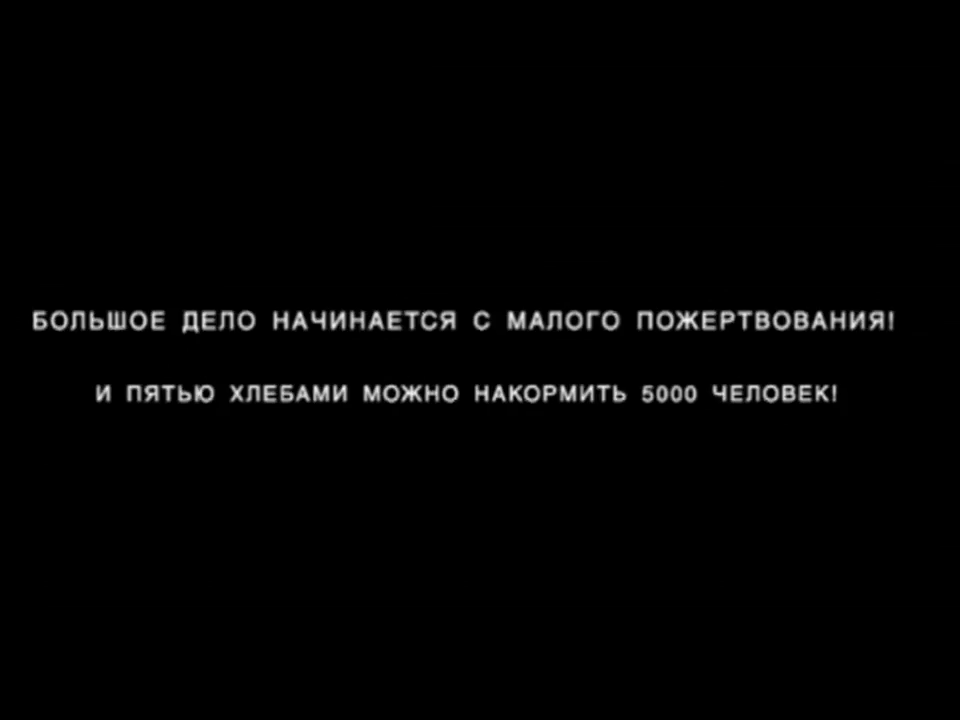 БОЛЬШОЕ ДЕЛО НАЧИНАЕТСЯ С МАЛОГО ПОЖЕРТВОВАНИЯ!
И ПЯТЬЮ ХЛЕБАМИ МОЖНО НАКОРМИТЬ 5000 ЧЕЛОВЕК!